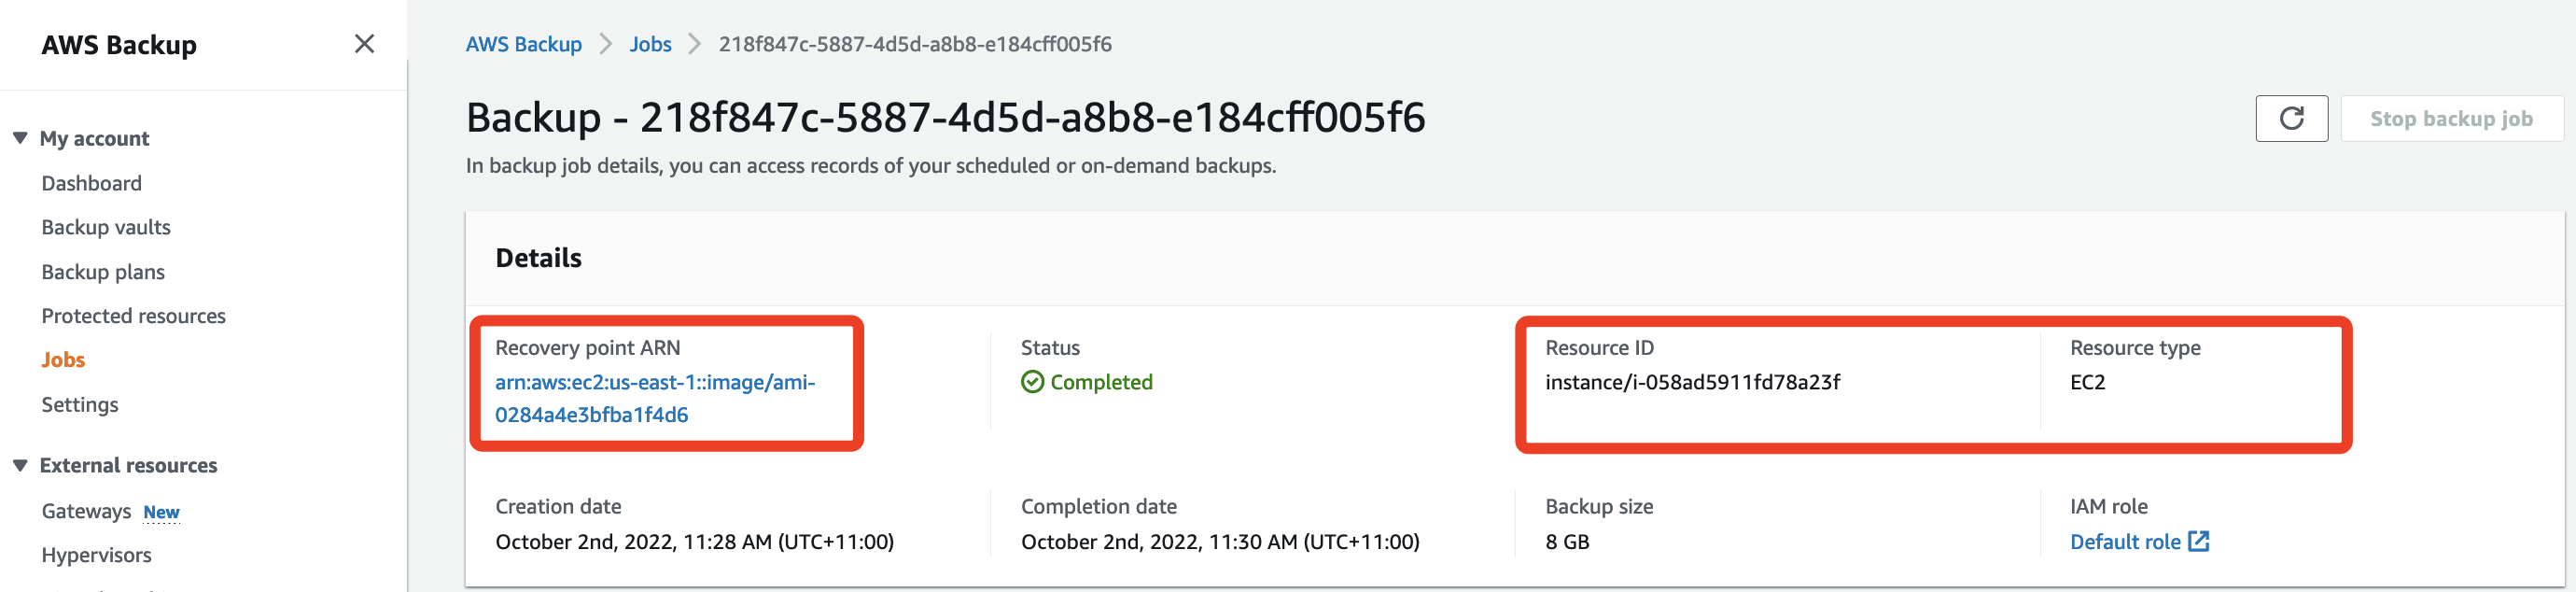 AWS Backup
My account
Dashboard
Backup vaults
Backup plans
Protected resources
Jobs
Settings
External resources
Gateways New
Hypervisors
AWS Backup > Jobs > 218f847c-5887-4d5d-a8b8-e184cff005f6
Backup - 218f847c-5887-4d5d-a8b8-e184cff005f6
Stop backup job
In backup job details, you can access records of your scheduled or on-demand backups.
Details
Recovery point ARN
arn:aws:ec2:us-east-1::image/ami-
0284a4e3bfba1f4d6
Status
Completed
Resource ID
instance/i-058ad5911fd78a23f
Resource type
EC2
Creation date
October 2nd, 2022, 11:28 AM (UTC+11:00)
Completion date
October 2nd, 2022, 11:30 AM (UTC+11:00)
Backup size
8 GB
IAM role
Default role